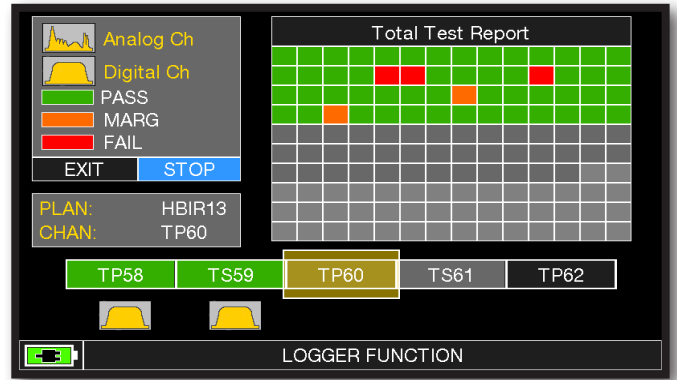 Analog Ch
Digital Ch
PASS
MARG
FAIL
EXIT STOP
PLAN: HBIR13
CHAN: TP60
Total Test Report
TP58 TS59 TP60 TS61 TP62
LOGGER FUNCTION